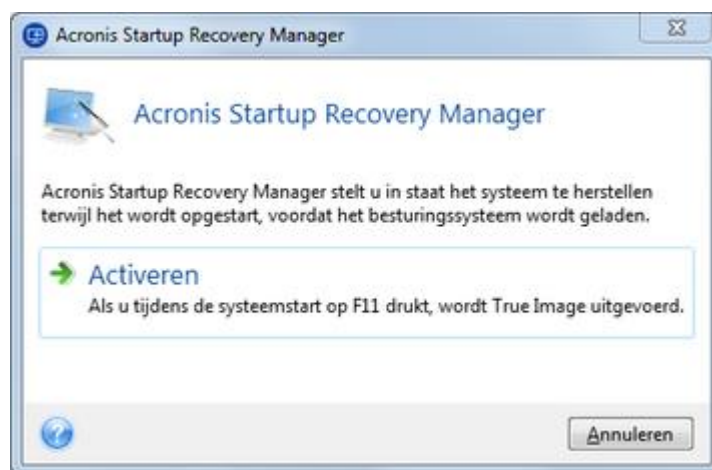 Acronis Startup Recovery Manager
Acronis Startup Recovery Manager
Acronis Startup Recovery Manager stelt u in staat het systeem te herstellen
terwijl het wordt opgestart, voordat het besturingssysteem wordt geladen.
Activeren
Als u tijdens de systeemstart op F11 drukt, wordt True Image uitgevoerd.
Annuleren